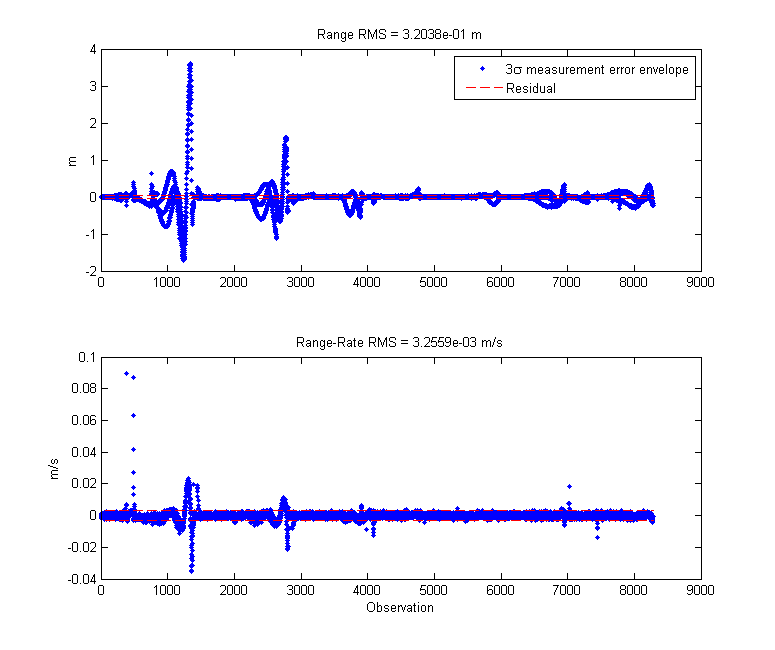 Range RMS = 3.2038e-01 m
4
3
2
1
0
-1
-2
m
3σ measurement error envelope
Residual
0 1000 2000 3000 4000 5000 6000 7000 8000 9000
Range-Rate RMS = 3.2559e-03 m/s
0.1
0.08
0.06
0.04
0.02
0
-0.02
-0.04
m/s
0 1000 2000 3000 4000 5000 6000 7000 8000 9000
Observation